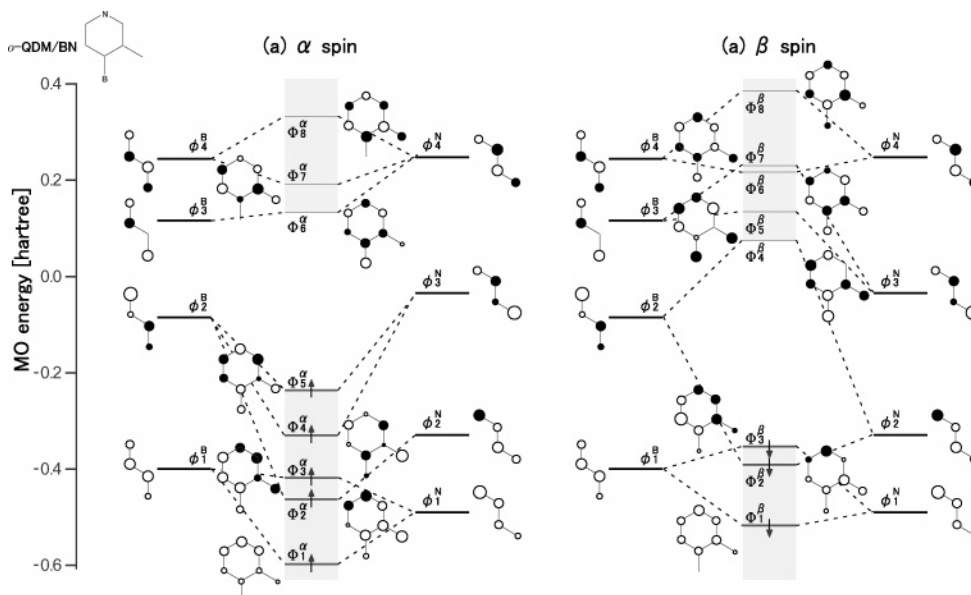 N
σ-QDM/BN
B
(a) α spin
(a) β spin
MO energy [hartree]
0.4
0.2
0.0
-0.2
-0.4
-0.6
ϕ4B
ϕ3B
ϕ2B
ϕ1B
Φ8α
Φ7α
Φ6α
Φ5α
Φ4α
Φ3α
Φ2α
Φ1α
ϕ4N
ϕ3N
ϕ2N
ϕ1N
ϕ4B
ϕ3B
ϕ2B
ϕ1B
Φ8β
Φ7β
Φ6β
Φ5β
Φ4β
Φ3β
Φ2β
Φ1β
ϕ4N
ϕ3N
ϕ2N
ϕ1N